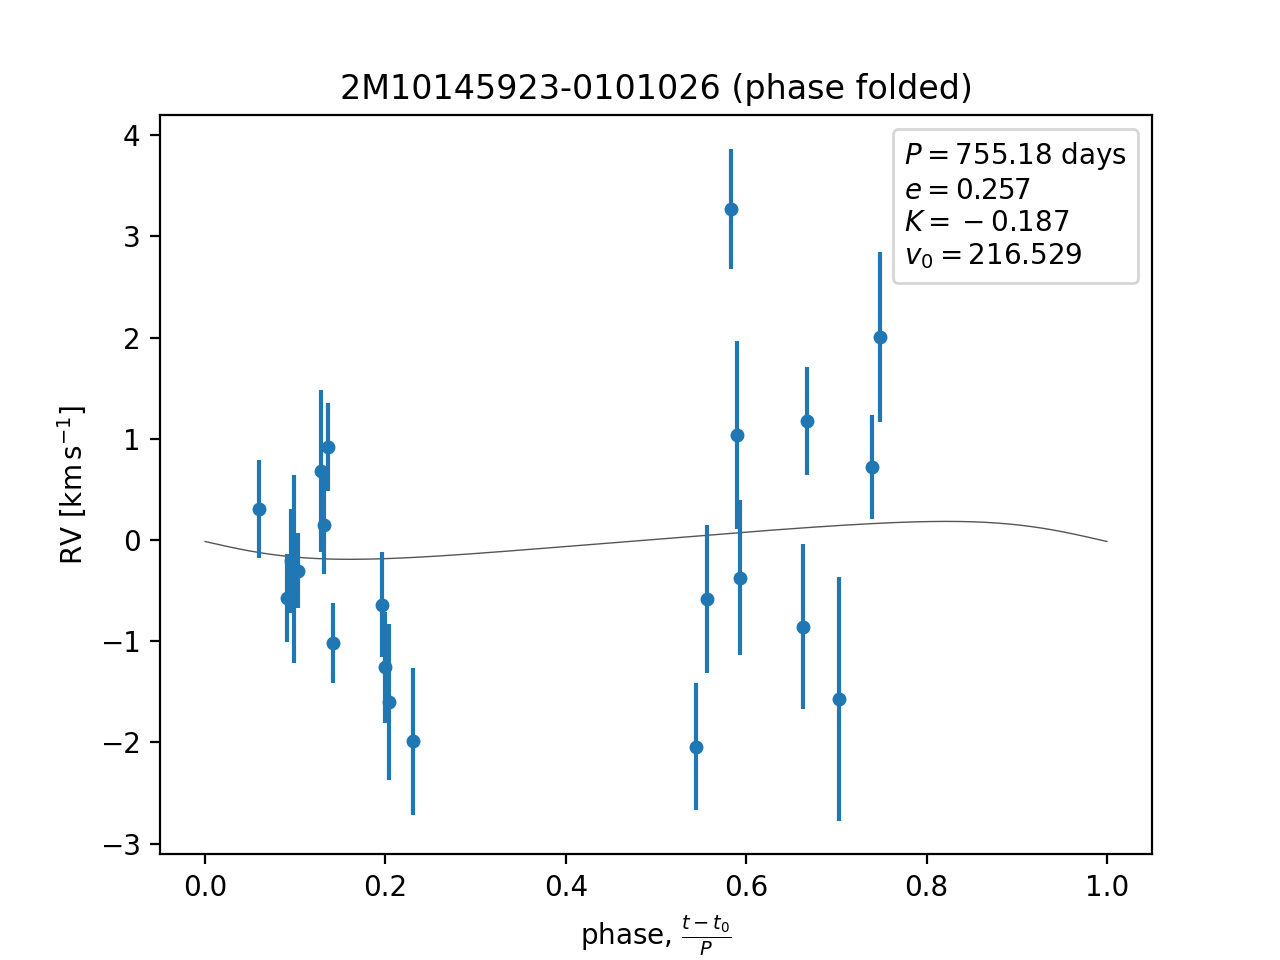 2M10145923-0101026 (phase folded)
P = 755.18 days
e = 0.257
K = −0.187
v₀ = 216.529
4
3
2
1
0
−1
−2
−3
RV [km s⁻¹]
0.0 0.2 0.4 0.6 0.8 1.0
phase, (t − t₀)/P